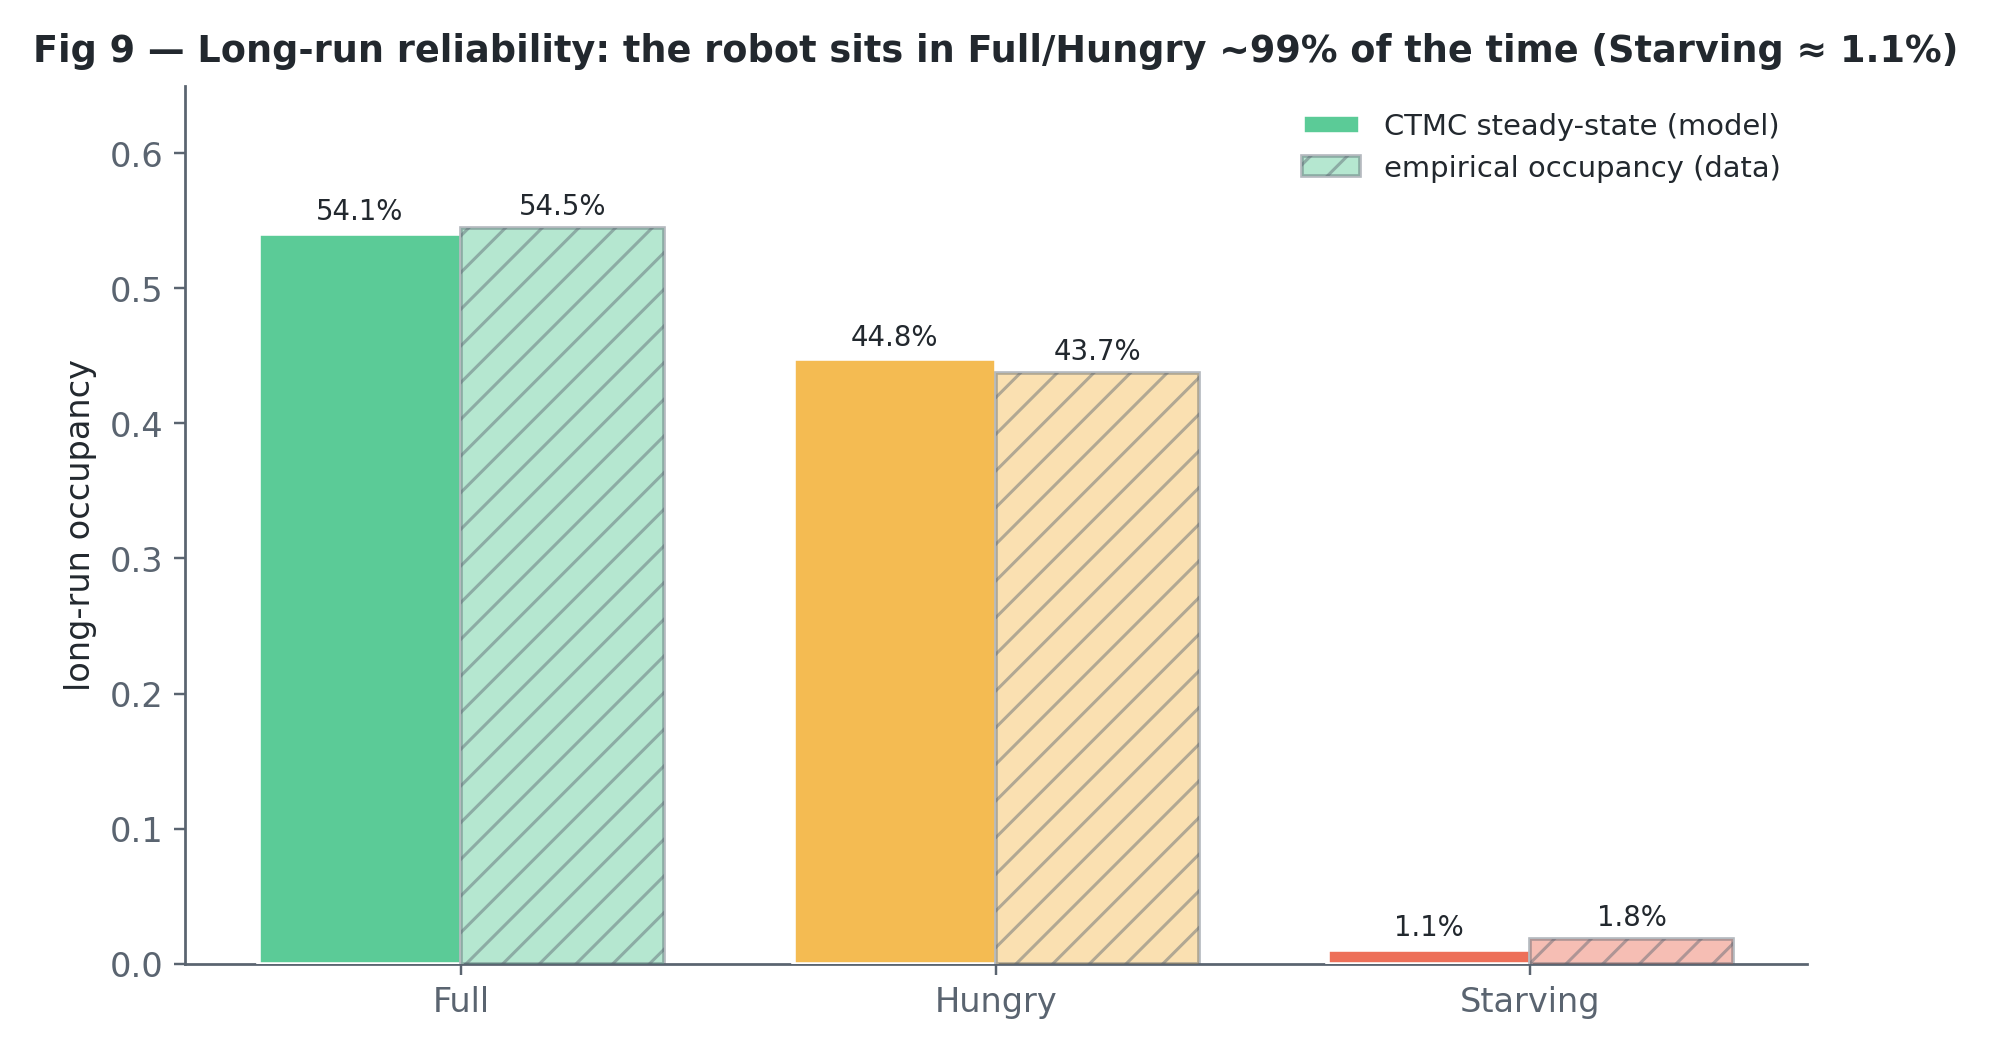 Fig 9 — Long-run reliability: the robot sits in Full/Hungry ~99% of the time (Starving ≈ 1.1%)
CTMC steady-state (model)
empirical occupancy (data)
long-run occupancy
0.6
0.5
0.4
0.3
0.2
0.1
0.0
54.1%
54.5%
44.8%
43.7%
1.1%
1.8%
Full
Hungry
Starving